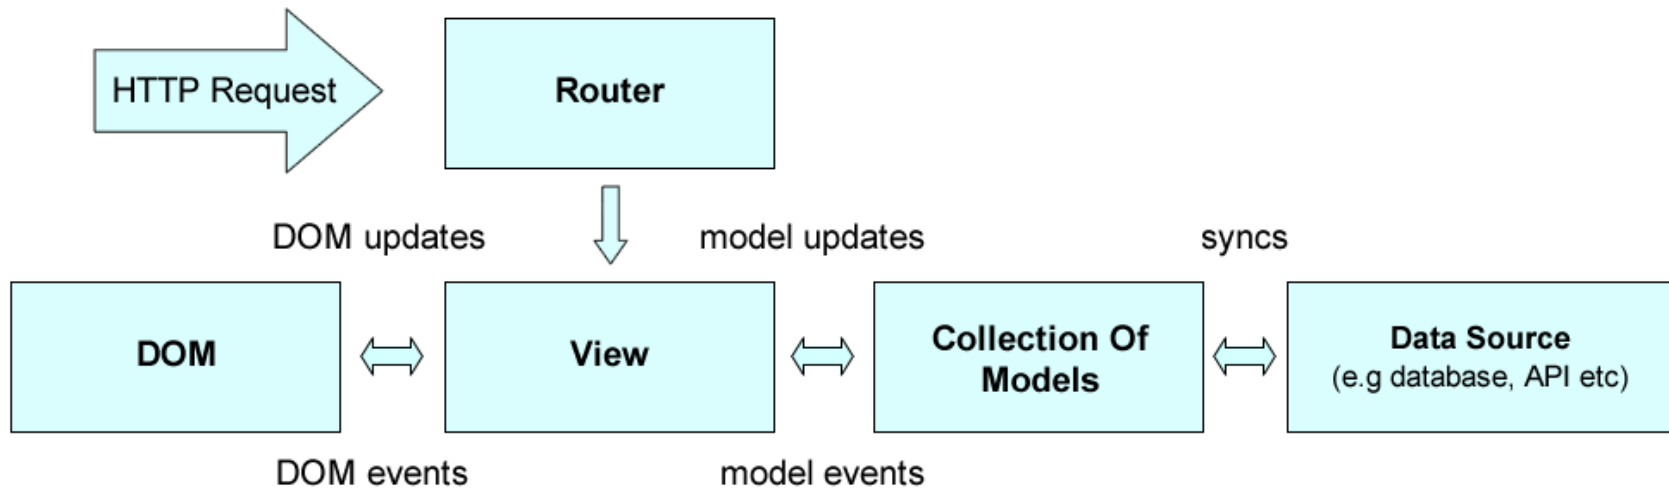 HTTP Request
Router
DOM updates
model updates
syncs
DOM
View
Collection Of
Models
Data Source
(e.g database, API etc)
DOM events
model events